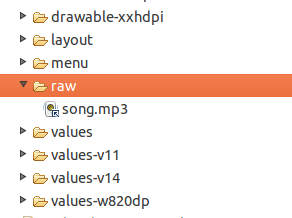 drawable-xxhdpi
layout
menu
raw
song.mp3
values
values-v11
values-v14
values-w820dp